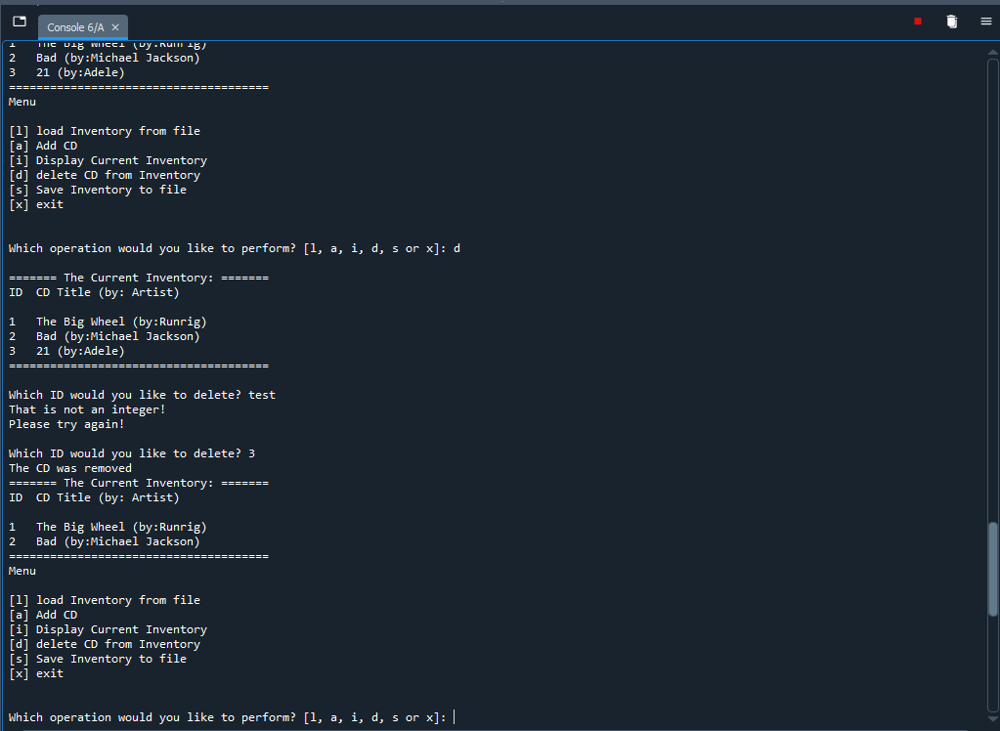 Console 6/A
1   The Big Wheel (by:Runrig)
2   Bad (by:Michael Jackson)
3   21 (by:Adele)
======================================
Menu
[l] load Inventory from file
[a] Add CD
[i] Display Current Inventory
[d] delete CD from Inventory
[s] Save Inventory to file
[x] exit
Which operation would you like to perform? [l, a, i, d, s or x]: d
======= The Current Inventory: =======
ID  CD Title (by: Artist)
1   The Big Wheel (by:Runrig)
2   Bad (by:Michael Jackson)
3   21 (by:Adele)
======================================
Which ID would you like to delete? test
That is not an integer!
Please try again!
Which ID would you like to delete? 3
The CD was removed
======= The Current Inventory: =======
ID  CD Title (by: Artist)
1   The Big Wheel (by:Runrig)
2   Bad (by:Michael Jackson)
======================================
Menu
[l] load Inventory from file
[a] Add CD
[i] Display Current Inventory
[d] delete CD from Inventory
[s] Save Inventory to file
[x] exit
Which operation would you like to perform? [l, a, i, d, s or x]: